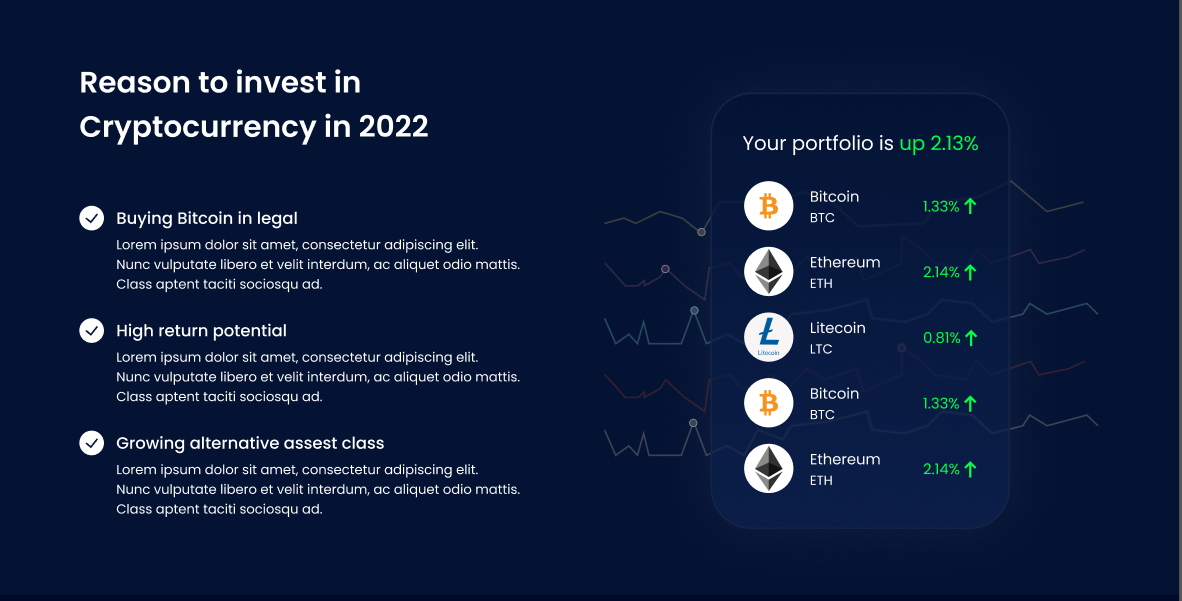 Reason to invest in
Cryptocurrency in 2022
Buying Bitcoin in legal
Lorem ipsum dolor sit amet, consectetur adipiscing elit.
Nunc vulputate libero et velit interdum, ac aliquet odio mattis.
Class aptent taciti sociosqu ad.
High return potential
Lorem ipsum dolor sit amet, consectetur adipiscing elit.
Nunc vulputate libero et velit interdum, ac aliquet odio mattis.
Class aptent taciti sociosqu ad.
Growing alternative assest class
Lorem ipsum dolor sit amet, consectetur adipiscing elit.
Nunc vulputate libero et velit interdum, ac aliquet odio mattis.
Class aptent taciti sociosqu ad.
Your portfolio is up 2.13%
Bitcoin
BTC
1.33%
Ethereum
ETH
2.14%
Litecoin
Litecoin
LTC
0.81%
Bitcoin
BTC
1.33%
Ethereum
ETH
2.14%